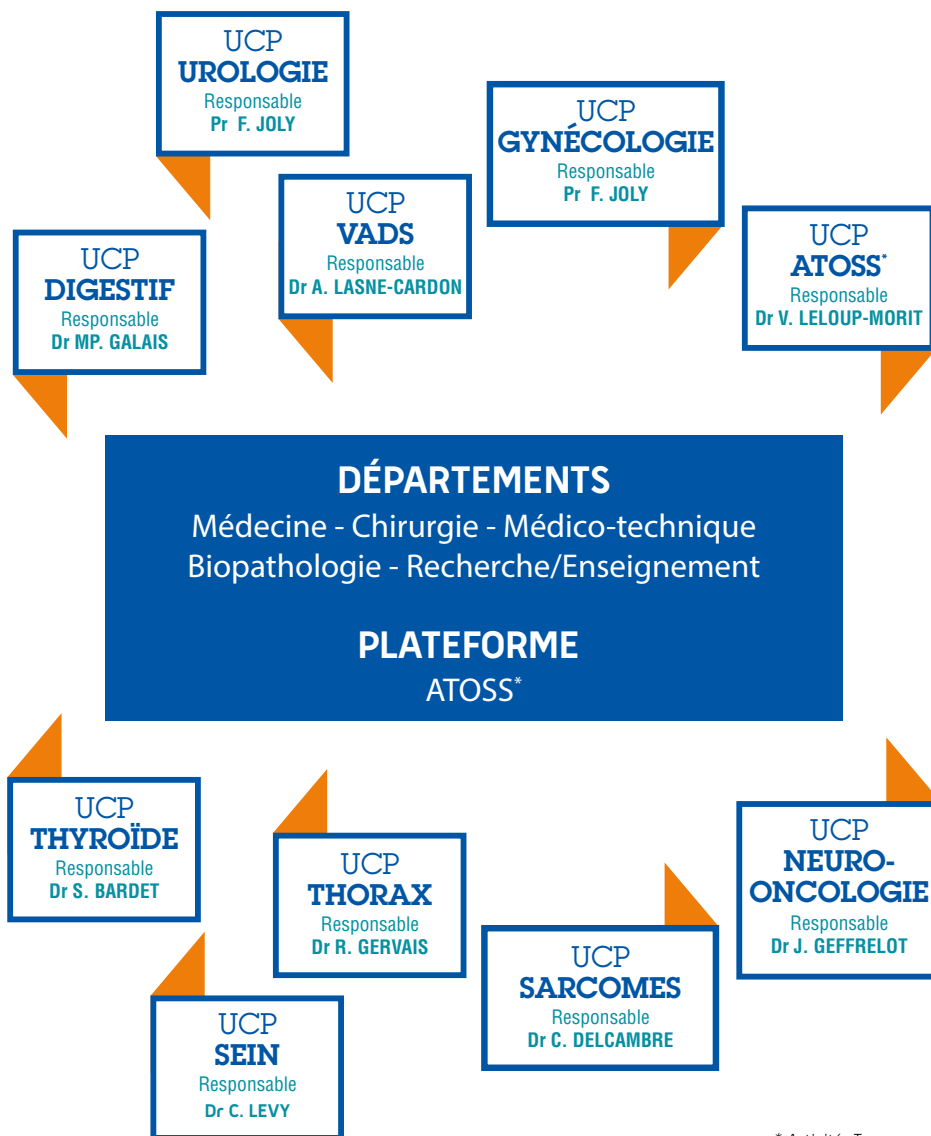 UCP
UROLOGIE
Responsable
Pr F. JOLY
UCP
GYNÉCOLOGIE
Responsable
Pr F. JOLY
UCP
VADS
Responsable
Dr A. LASNE-CARDON
UCP
ATOSS*
Responsable
Dr V. LELOUP-MORIT
UCP
DIGESTIF
Responsable
Dr MP. GALAIS
DÉPARTEMENTS
Médecine - Chirurgie - Médico-technique
Biopathologie - Recherche/Enseignement
PLATEFORME
ATOSS*
UCP
THYROÏDE
Responsable
Dr S. BARDET
UCP
THORAX
Responsable
Dr R. GERVAIS
UCP
NEURO-
ONCOLOGIE
Responsable
Dr J. GEFFRELOT
UCP
SARCOMES
Responsable
Dr C. DELCAMBRE
UCP
SEIN
Responsable
Dr C. LEVY